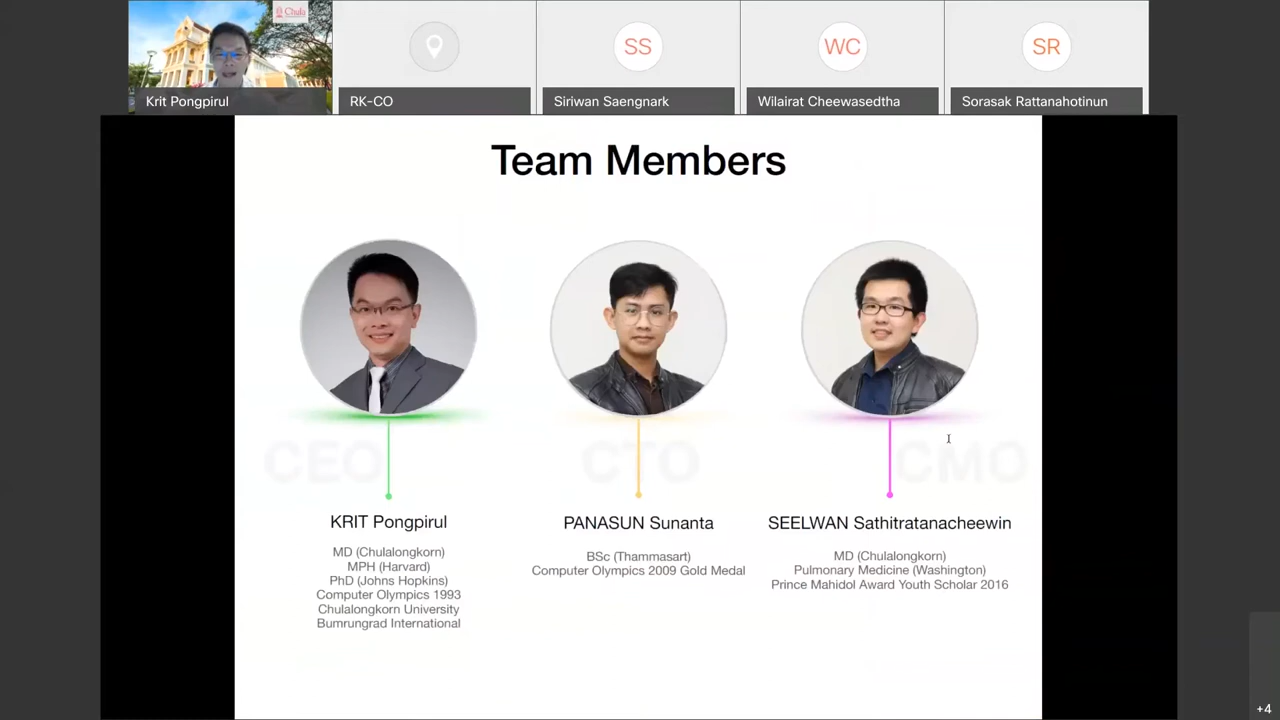 Chula
Krit Pongpirul
RK-CO
SS
Siriwan Saengnark
WC
Wilairat Cheewasedtha
SR
Sorasak Rattanahotinun
Team Members
CEO
CTO
CMO
KRIT Pongpirul
MD (Chulalongkorn)
MPH (Harvard)
PhD (Johns Hopkins)
Computer Olympics 1993
Chulalongkorn University
Bumrungrad International
PANASUN Sunanta
BSc (Thammasart)
Computer Olympics 2009 Gold Medal
SEELWAN Sathitratanacheewin
MD (Chulalongkorn)
Pulmonary Medicine (Washington)
Prince Mahidol Award Youth Scholar 2016
+4